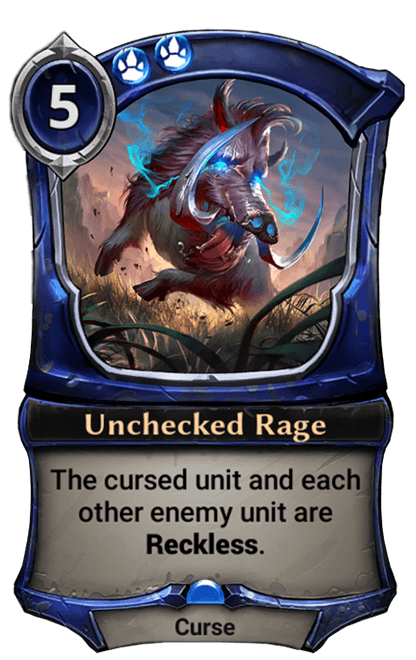 5
Unchecked Rage
The cursed unit and each
other enemy unit are
Reckless.
Curse